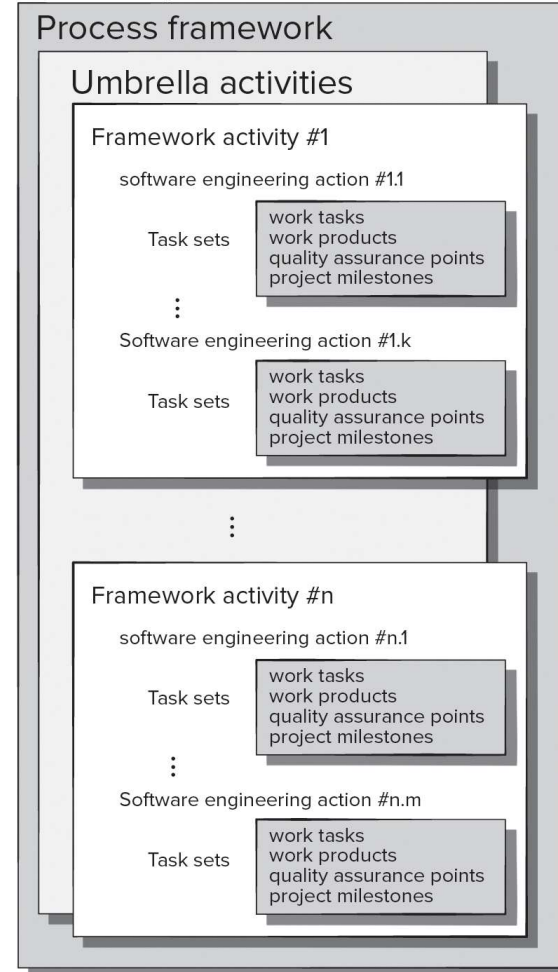 Process framework
Umbrella activities
Framework activity #1
software engineering action #1.1
Task sets
work tasks
work products
quality assurance points
project milestones
⋮
Software engineering action #1.k
Task sets
work tasks
work products
quality assurance points
project milestones
⋮
Framework activity #n
software engineering action #n.1
Task sets
work tasks
work products
quality assurance points
project milestones
⋮
Software engineering action #n.m
Task sets
work tasks
work products
quality assurance points
project milestones